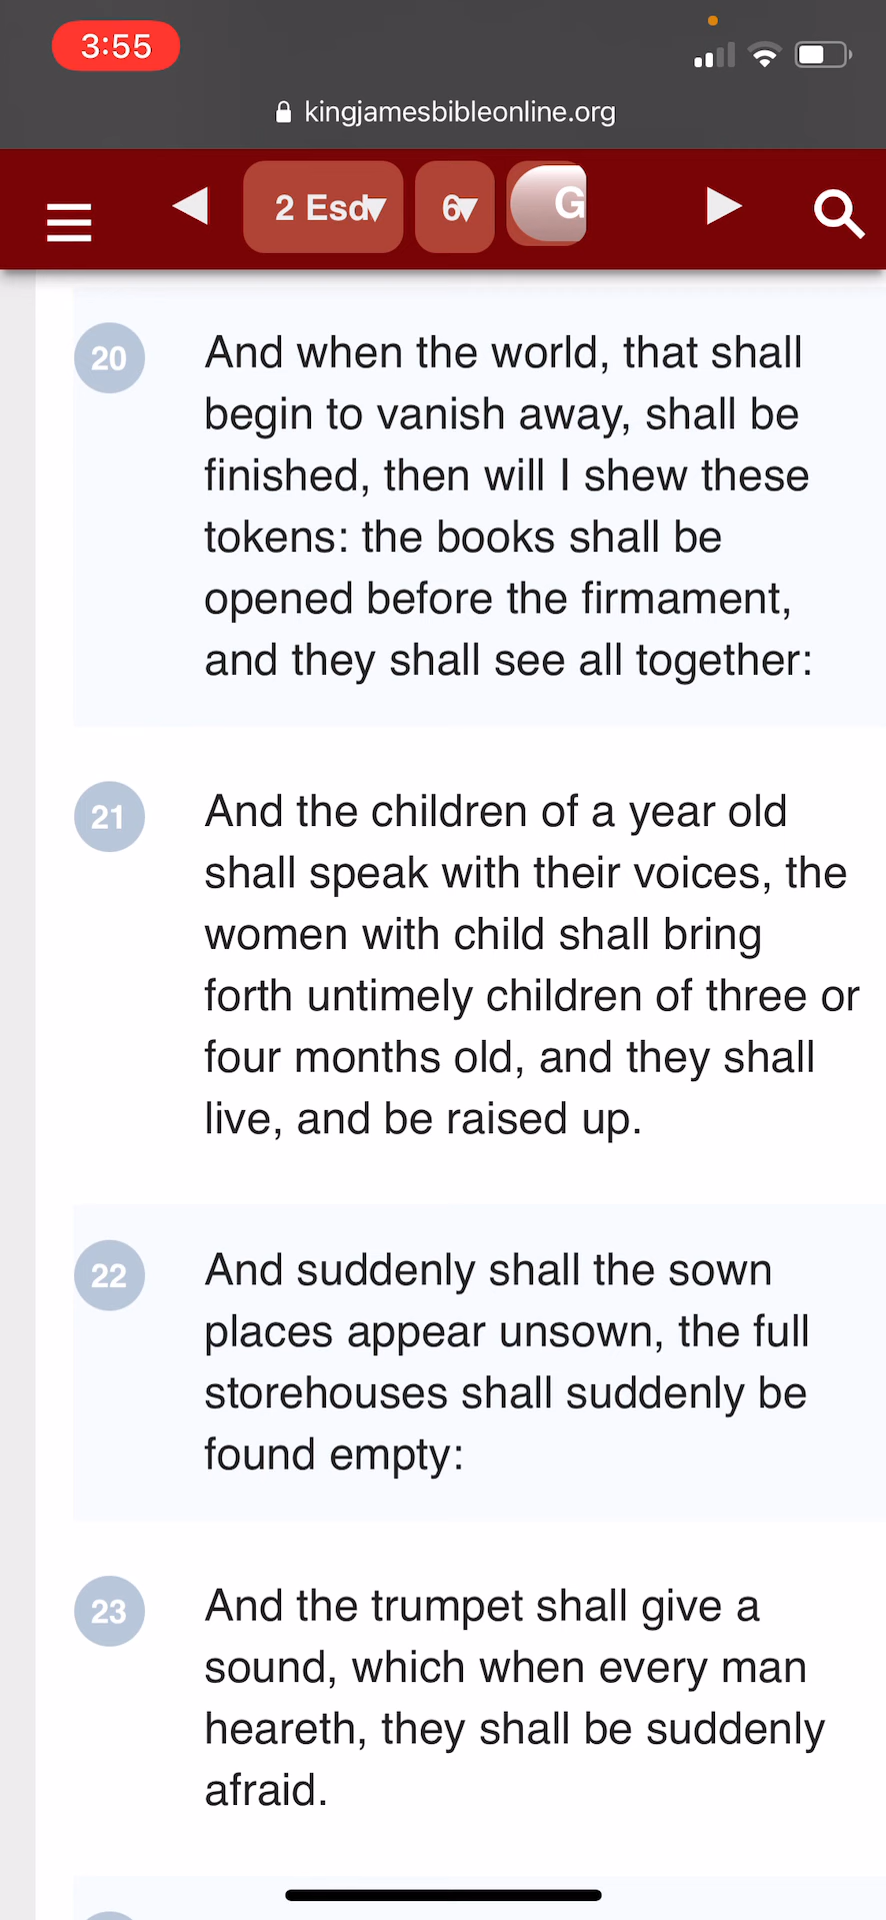 3:55
kingjamesbibleonline.org
2 Esd
6
G
20
And when the world, that shall
begin to vanish away, shall be
finished, then will I shew these
tokens: the books shall be
opened before the firmament,
and they shall see all together:
21
And the children of a year old
shall speak with their voices, the
women with child shall bring
forth untimely children of three or
four months old, and they shall
live, and be raised up.
22
And suddenly shall the sown
places appear unsown, the full
storehouses shall suddenly be
found empty:
23
And the trumpet shall give a
sound, which when every man
heareth, they shall be suddenly
afraid.